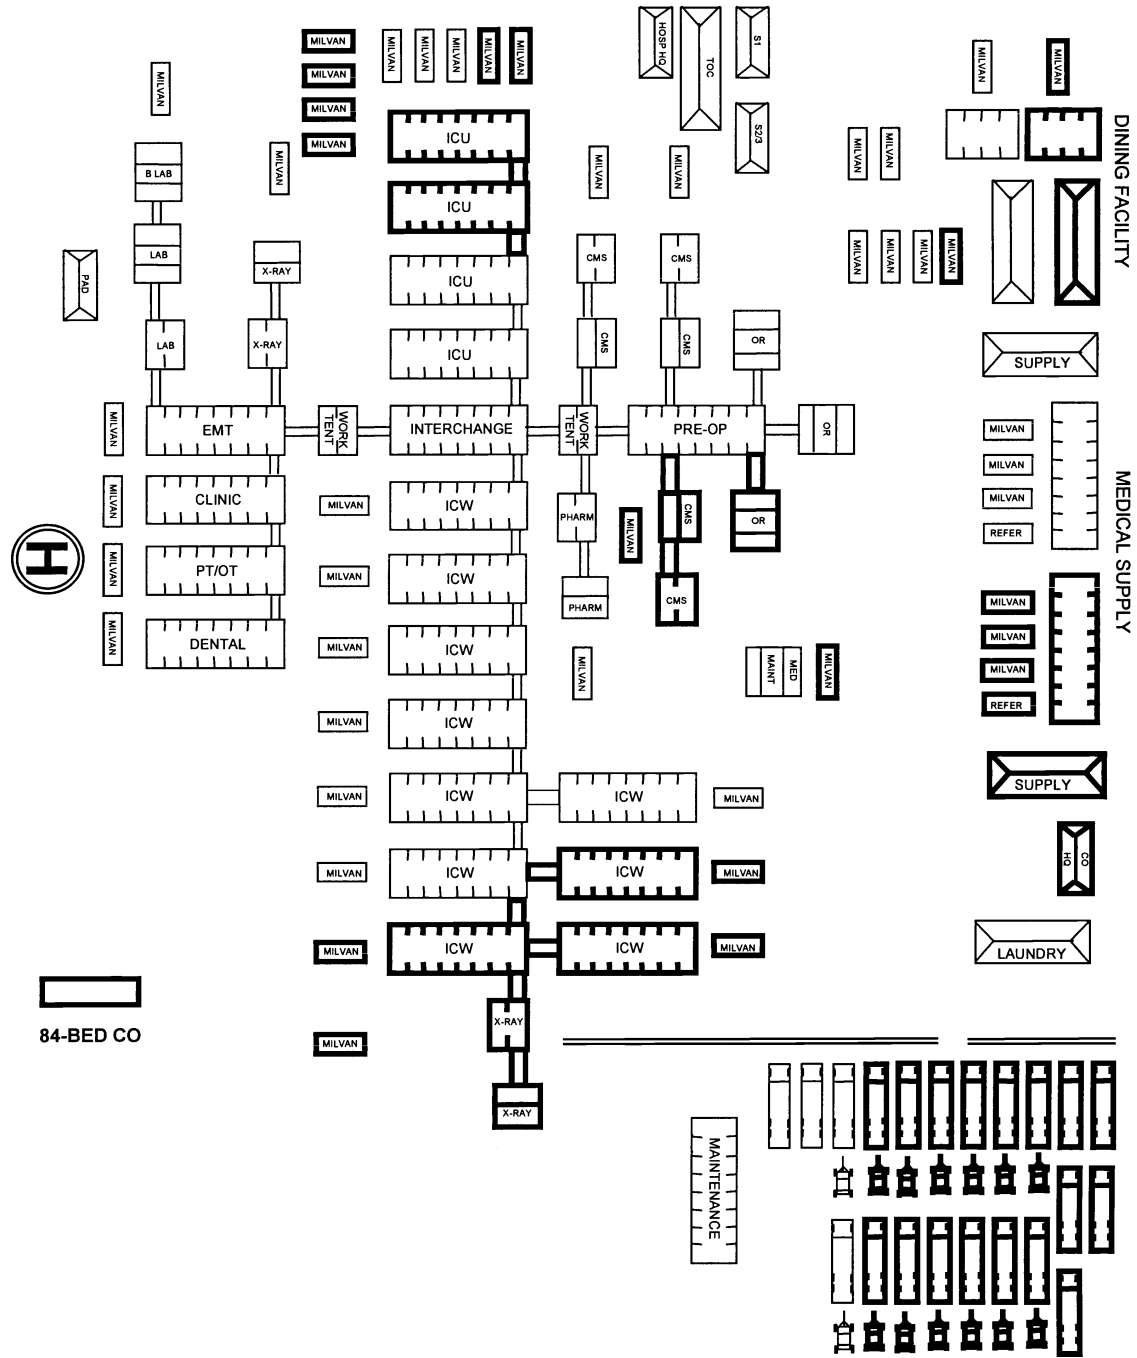 MILVAN
MILVAN
MILVAN
MILVAN
MILVAN
MILVAN
MILVAN
MILVAN
MILVAN
HOSP HQ
TOC
S1
S2/3
MILVAN
MILVAN
DINING FACILITY
MILVAN
MILVAN
ICU
B LAB
MILVAN
MILVAN
MILVAN
MILVAN
MILVAN
ICU
LAB
X-RAY
PAD
ICU
CMS
CMS
MILVAN
MILVAN
MILVAN
MILVAN
LAB
X-RAY
ICU
CMS
CMS
OR
SUPPLY
MILVAN
EMT
WORK
TENT
INTERCHANGE
WORK
TENT
PRE-OP
OR
MILVAN
MILVAN
MILVAN
REFER
MEDICAL SUPPLY
MILVAN
CLINIC
MILVAN
ICW
PHARM
MILVAN
CMS
OR
H
MILVAN
PT/OT
MILVAN
ICW
PHARM
CMS
MILVAN
MILVAN
MILVAN
REFER
MILVAN
DENTAL
MILVAN
ICW
MILVAN
MED
MAINT
MILVAN
MILVAN
ICW
MILVAN
ICW
ICW
MILVAN
SUPPLY
MILVAN
ICW
ICW
MILVAN
CO
HQ
MILVAN
ICW
ICW
MILVAN
LAUNDRY
84-BED CO
MILVAN
X-RAY
X-RAY
MAINTENANCE